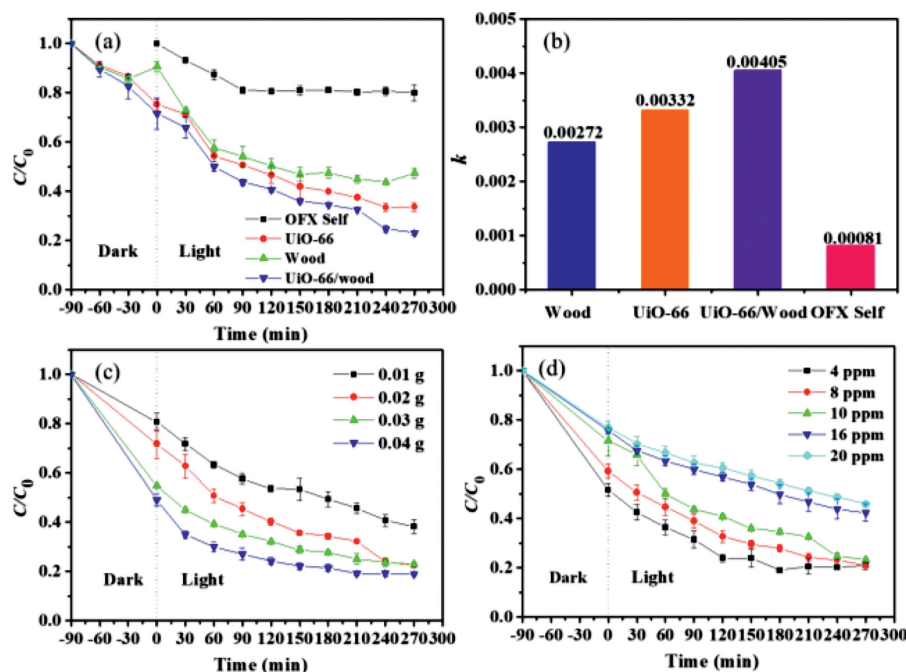 (a)
C/C0
1.0
0.8
0.6
0.4
0.2
0.0
Dark
Light
OFX Self
UiO-66
Wood
UiO-66/wood
-90 -60 -30 0 30 60 90 120 150 180 210 240 270 300
Time (min)
(b)
k
0.005
0.004
0.003
0.002
0.001
0.000
0.00272
0.00332
0.00405
0.00081
Wood UiO-66 UiO-66/Wood OFX Self
(c)
C/C0
1.0
0.8
0.6
0.4
0.2
0.0
0.01 g
0.02 g
0.03 g
0.04 g
Dark
Light
-90 -60 -30 0 30 60 90 120 150 180 210 240 270 300
Time (min)
(d)
C/C0
1.0
0.8
0.6
0.4
0.2
0.0
4 ppm
8 ppm
10 ppm
16 ppm
20 ppm
Dark
Light
-90 -60 -30 0 30 60 90 120 150 180 210 240 270 300
Time (min)